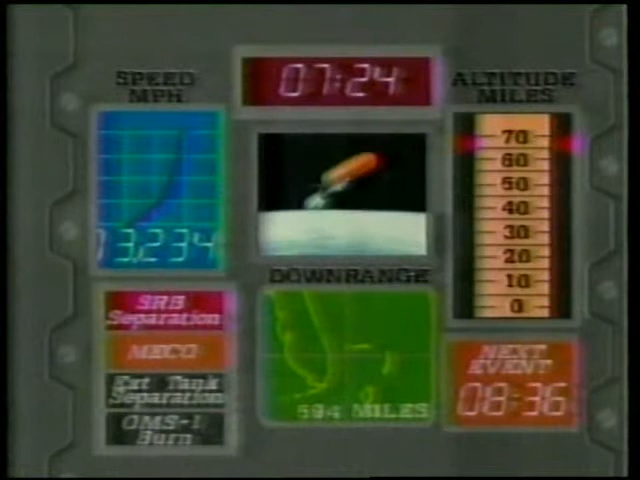 07:24
SPEED
MPH
ALTITUDE
MILES
70
60
50
40
30
20
10
0
13,234
DOWNRANGE
594 MILES
SRB
Separation
MECO
Ext Tank
Separation
OMS-1
Burn
NEXT
EVENT
08:36